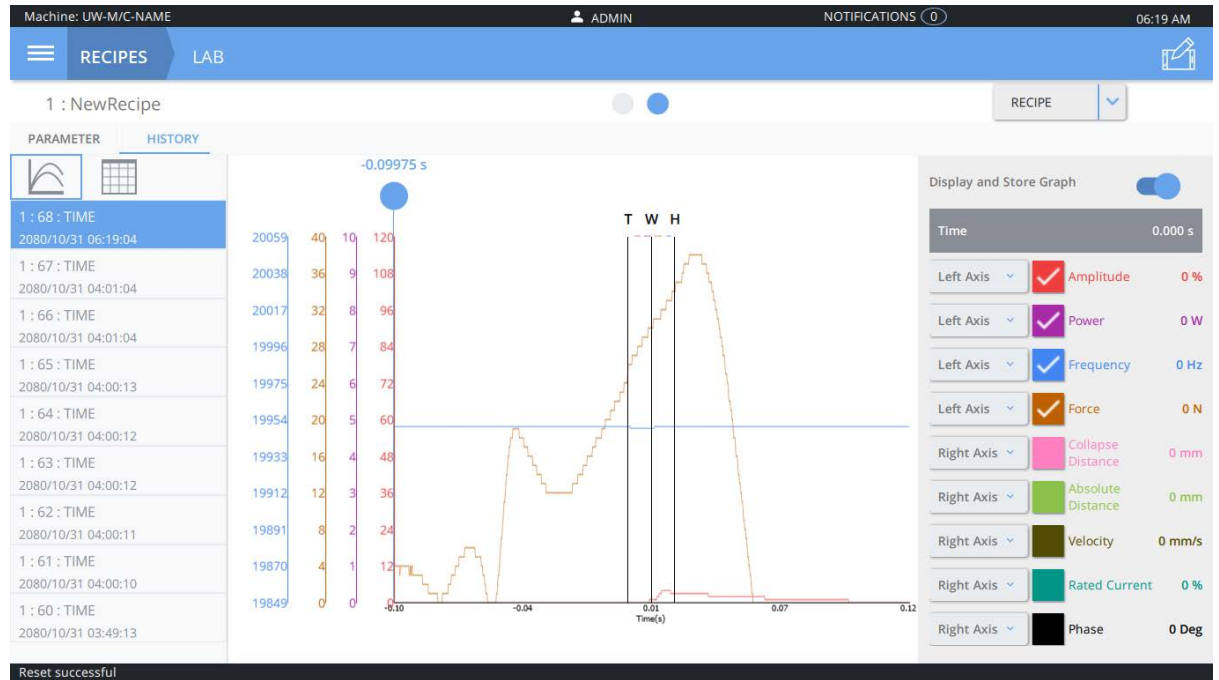 Machine: UW-M/C-NAME ADMIN NOTIFICATIONS 0 06:19 AM
RECIPES LAB
1 : NewRecipe RECIPE
PARAMETER HISTORY
1 : 68 : TIME
2080/10/31 06:19:04
1 : 67 : TIME
2080/10/31 04:01:04
1 : 66 : TIME
2080/10/31 04:01:04
1 : 65 : TIME
2080/10/31 04:00:13
1 : 64 : TIME
2080/10/31 04:00:12
1 : 63 : TIME
2080/10/31 04:00:12
1 : 62 : TIME
2080/10/31 04:00:11
1 : 61 : TIME
2080/10/31 04:00:10
1 : 60 : TIME
2080/10/31 03:49:13
-0.09975 s
T W H
20059 40 10 120
20038 36 9 108
20017 32 8 96
19996 28 7 84
19975 24 6 72
19954 20 5 60
19933 16 4 48
19912 12 3 36
19891 8 2 24
19870 4 1 12
19849 0 0 0
-0.10 -0.04 0.01 0.07 0.12
Time(s)
Display and Store Graph
Time 0.000 s
Left Axis Amplitude 0 %
Left Axis Power 0 W
Left Axis Frequency 0 Hz
Left Axis Force 0 N
Right Axis Collapse Distance 0 mm
Right Axis Absolute Distance 0 mm
Right Axis Velocity 0 mm/s
Right Axis Rated Current 0 %
Right Axis Phase 0 Deg
Reset successful